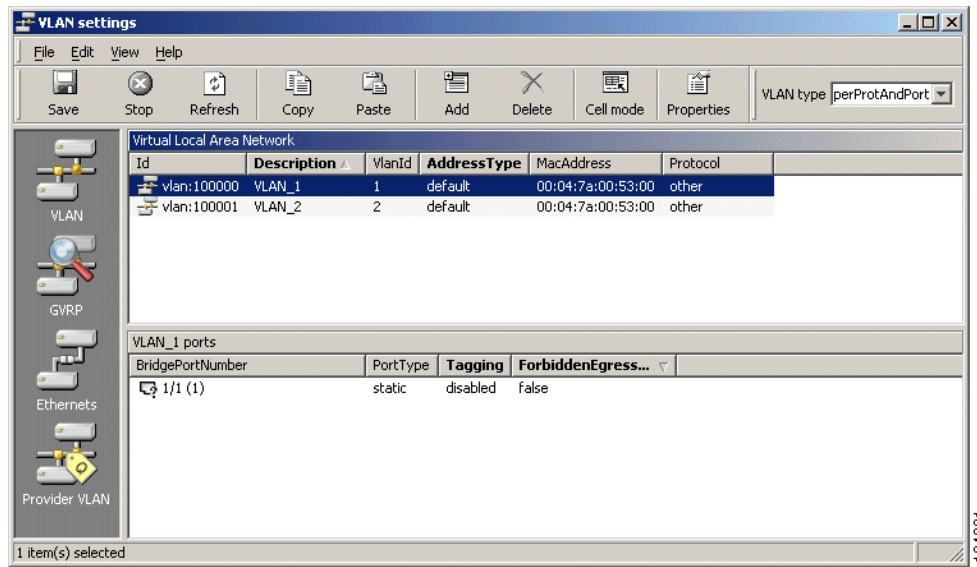 VLAN settings
File Edit View Help
Save Stop Refresh Copy Paste Add Delete Cell mode Properties VLAN type perProtAndPort
VLAN
GVRP
Ethernets
Provider VLAN
Virtual Local Area Network
Id Description VlanId AddressType MacAddress Protocol
vlan:100000 VLAN_1 1 default 00:04:7a:00:53:00 other
vlan:100001 VLAN_2 2 default 00:04:7a:00:53:00 other
VLAN_1 ports
BridgePortNumber PortType Tagging ForbiddenEgress...
1/1 (1) static disabled false
1 item(s) selected